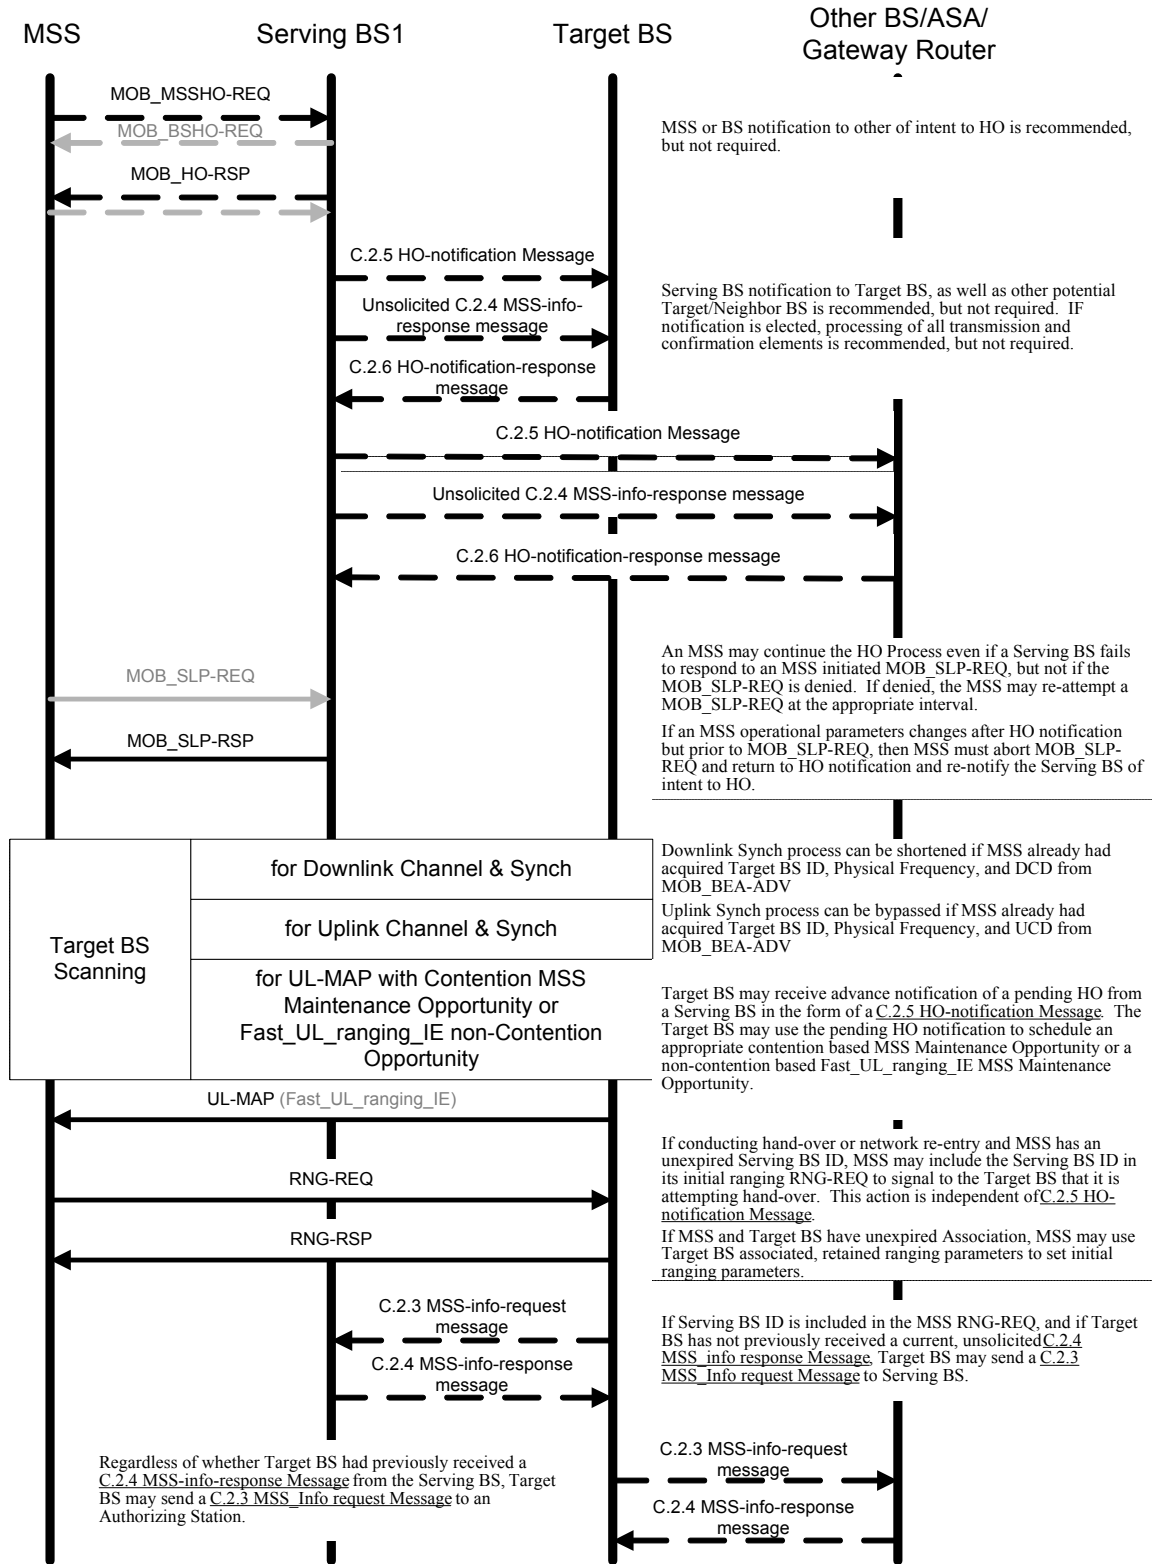 MSS
Serving BS1
Target BS
Other BS/ASA/
Gateway Router
MOB_MSSHO-REQ
MOB_BSHO-REQ
MSS or BS notification to other of intent to HO is recommended,
but not required.
MOB_HO-RSP
C.2.5 HO-notification Message
Unsolicited C.2.4 MSS-info-
response message
Serving BS notification to Target BS, as well as other potential
Target/Neighbor BS is recommended, but not required. IF
notification is elected, processing of all transmission and
confirmation elements is recommended, but not required.
C.2.6 HO-notification-response
message
C.2.5 HO-notification Message
Unsolicited C.2.4 MSS-info-response message
C.2.6 HO-notification-response message
An MSS may continue the HO Process even if a Serving BS fails
to respond to an MSS initiated MOB_SLP-REQ, but not if the
MOB_SLP-REQ is denied. If denied, the MSS may re-attempt a
MOB_SLP-REQ at the appropriate interval.
MOB_SLP-REQ
If an MSS operational parameters changes after HO notification
but prior to MOB_SLP-REQ, then MSS must abort MOB_SLP-
REQ and return to HO notification and re-notify the Serving BS of
intent to HO.
MOB_SLP-RSP
Target BS
Scanning
for Downlink Channel & Synch
Downlink Synch process can be shortened if MSS already had
acquired Target BS ID, Physical Frequency, and DCD from
MOB_BEA-ADV
for Uplink Channel & Synch
Uplink Synch process can be bypassed if MSS already had
acquired Target BS ID, Physical Frequency, and UCD from
MOB_BEA-ADV
for UL-MAP with Contention MSS
Maintenance Opportunity or
Fast_UL_ranging_IE non-Contention
Opportunity
Target BS may receive advance notification of a pending HO from
a Serving BS in the form of a C.2.5 HO-notification Message. The
Target BS may use the pending HO notification to schedule an
appropriate contention based MSS Maintenance Opportunity or a
non-contention based Fast_UL_ranging_IE MSS Maintenance
Opportunity.
UL-MAP (Fast_UL_ranging_IE)
RNG-REQ
If conducting hand-over or network re-entry and MSS has an
unexpired Serving BS ID, MSS may include the Serving BS ID in
its initial ranging RNG-REQ to signal to the Target BS that it is
attempting hand-over. This action is independent of C.2.5 HO-
notification Message.
RNG-RSP
If MSS and Target BS have unexpired Association, MSS may use
Target BS associated, retained ranging parameters to set initial
ranging parameters.
C.2.3 MSS-info-request
message
If Serving BS ID is included in the MSS RNG-REQ, and if Target
BS has not previously received a current, unsolicited C.2.4
MSS_info response Message, Target BS may send a C.2.3
MSS_Info request Message to Serving BS.
C.2.4 MSS-info-response
message
Regardless of whether Target BS had previously received a
C.2.4 MSS-info-response Message from the Serving BS, Target
BS may send a C.2.3 MSS_Info request Message to an
Authorizing Station.
C.2.3 MSS-info-request
message
C.2.4 MSS-info-response
message